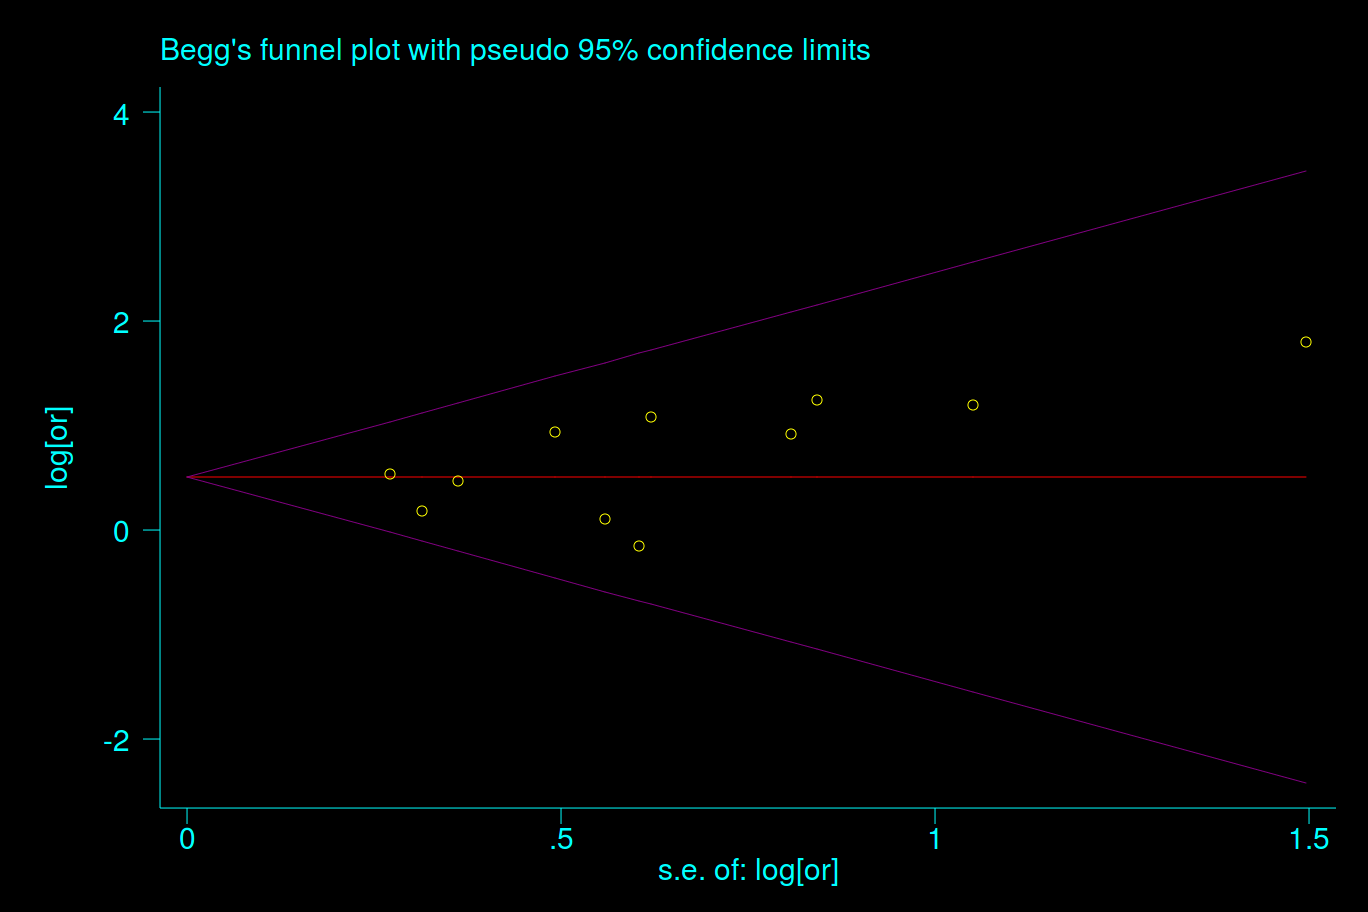 Begg's funnel plot with pseudo 95% confidence limits
4
2
0
-2
log[or]
0 .5 1 1.5
s.e. of: log[or]